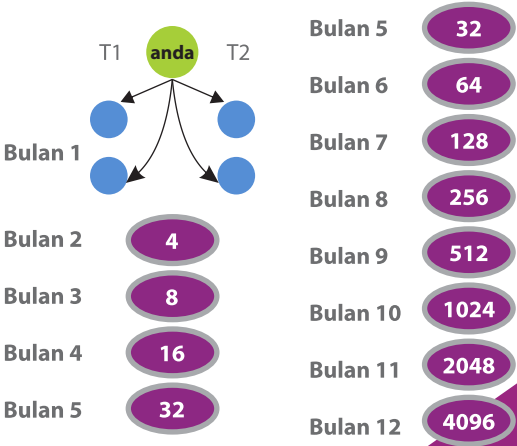 T1 anda T2
Bulan 1
Bulan 2 4
Bulan 3 8
Bulan 4 16
Bulan 5 32
Bulan 5 32
Bulan 6 64
Bulan 7 128
Bulan 8 256
Bulan 9 512
Bulan 10 1024
Bulan 11 2048
Bulan 12 4096